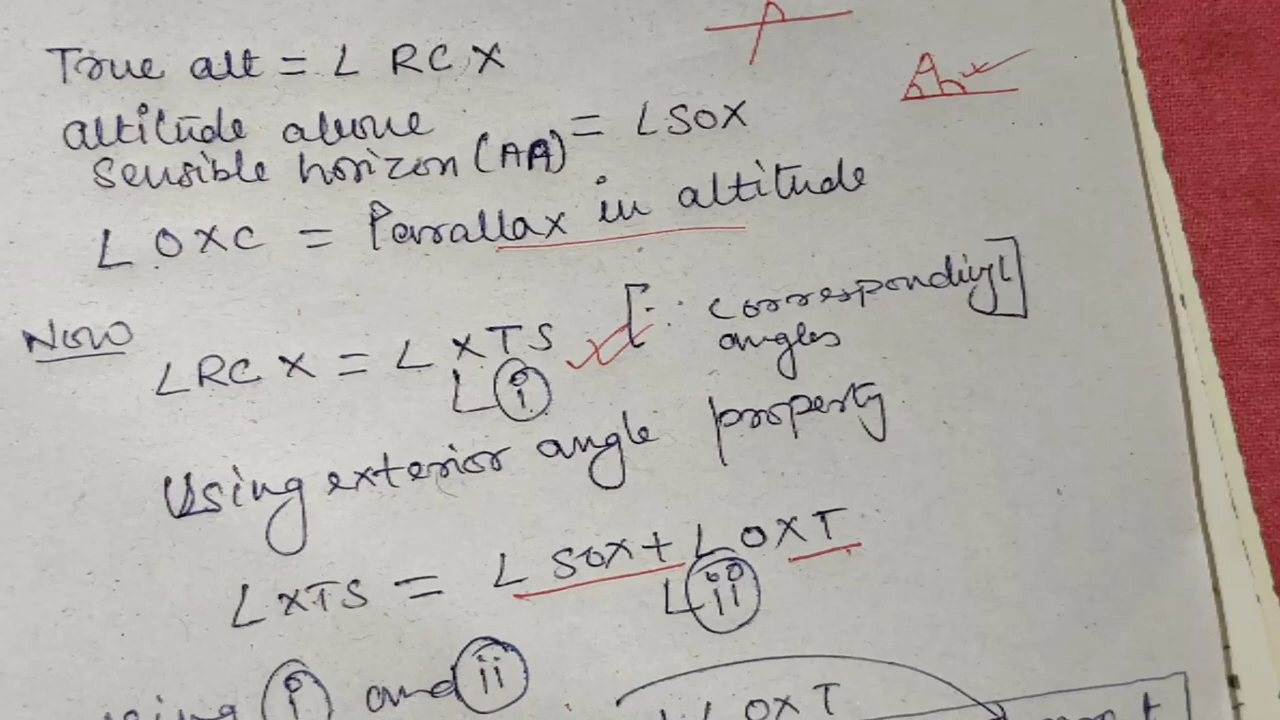 True alt = ∠ RCX
altitude above
sensible horizon (AA) = ∠SOX
∠ OXC = Parallax in altitude
Now
∠RCX = ∠ XTS [∵ corresponding
angles]
∟ (i)
Using exterior angle property
∠XTS = ∠ SOX + ∠ OXT
∟ (ii)
(i) and (ii)
∠ OXT